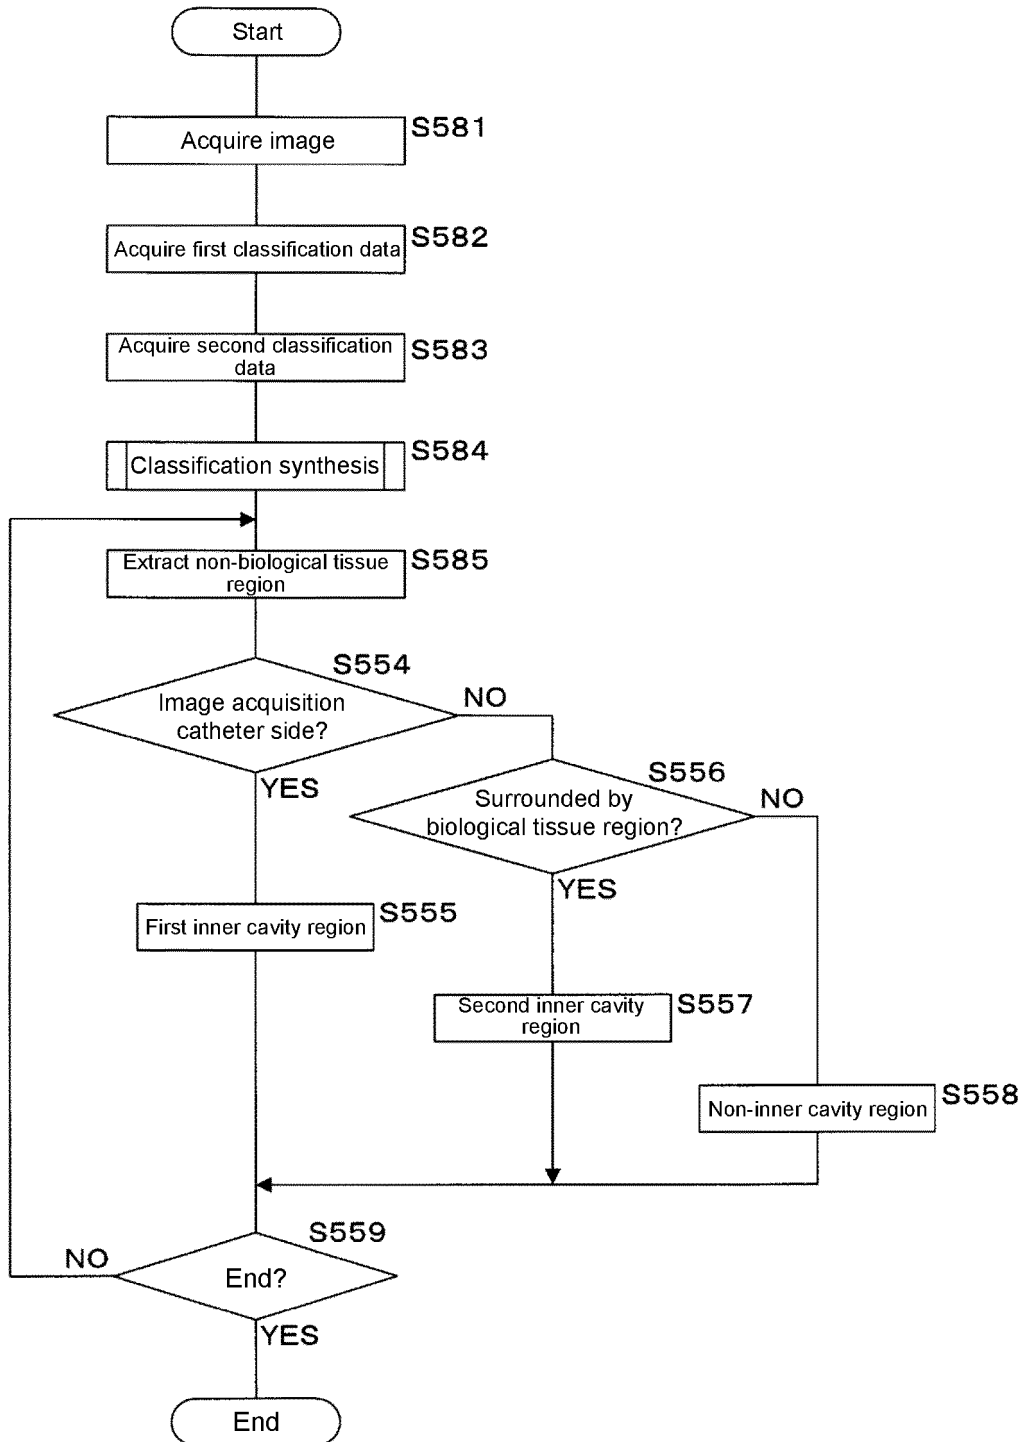 Start
S581
Acquire image
S582
Acquire first classification data
S583
Acquire second classification
data
S584
Classification synthesis
S585
Extract non-biological tissue
region
S554
Image acquisition
catheter side?
NO
YES
S556
Surrounded by
biological tissue region?
NO
YES
S555
First inner cavity region
S557
Second inner cavity
region
S558
Non-inner cavity region
S559
End?
NO
YES
End